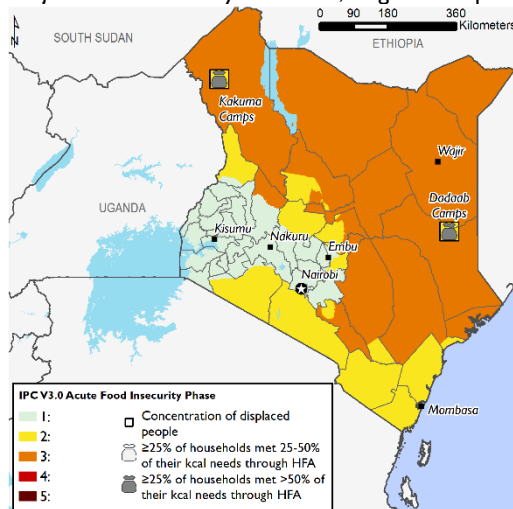 0 90 180 360
Kilometers
SOUTH SUDAN
ETHIOPIA
Kakuma
Camps
Wajir
Dadaab
Camps
UGANDA
Kisumu
Nakuru
Embu
Nairobi
Mombasa
IPC V3.0 Acute Food Insecurity Phase
1:
2:
3:
4:
5:
Concentration of displaced
people
≥25% of households met 25-50%
of their kcal needs through HFA
≥25% of households met >50% of
their kcal needs through HFA